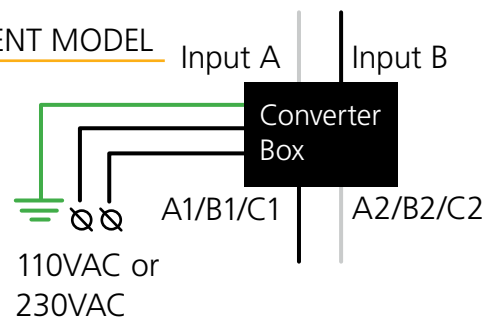 ENT MODEL
Input A
Input B
Converter
Box
A1/B1/C1
A2/B2/C2
110VAC or
230VAC